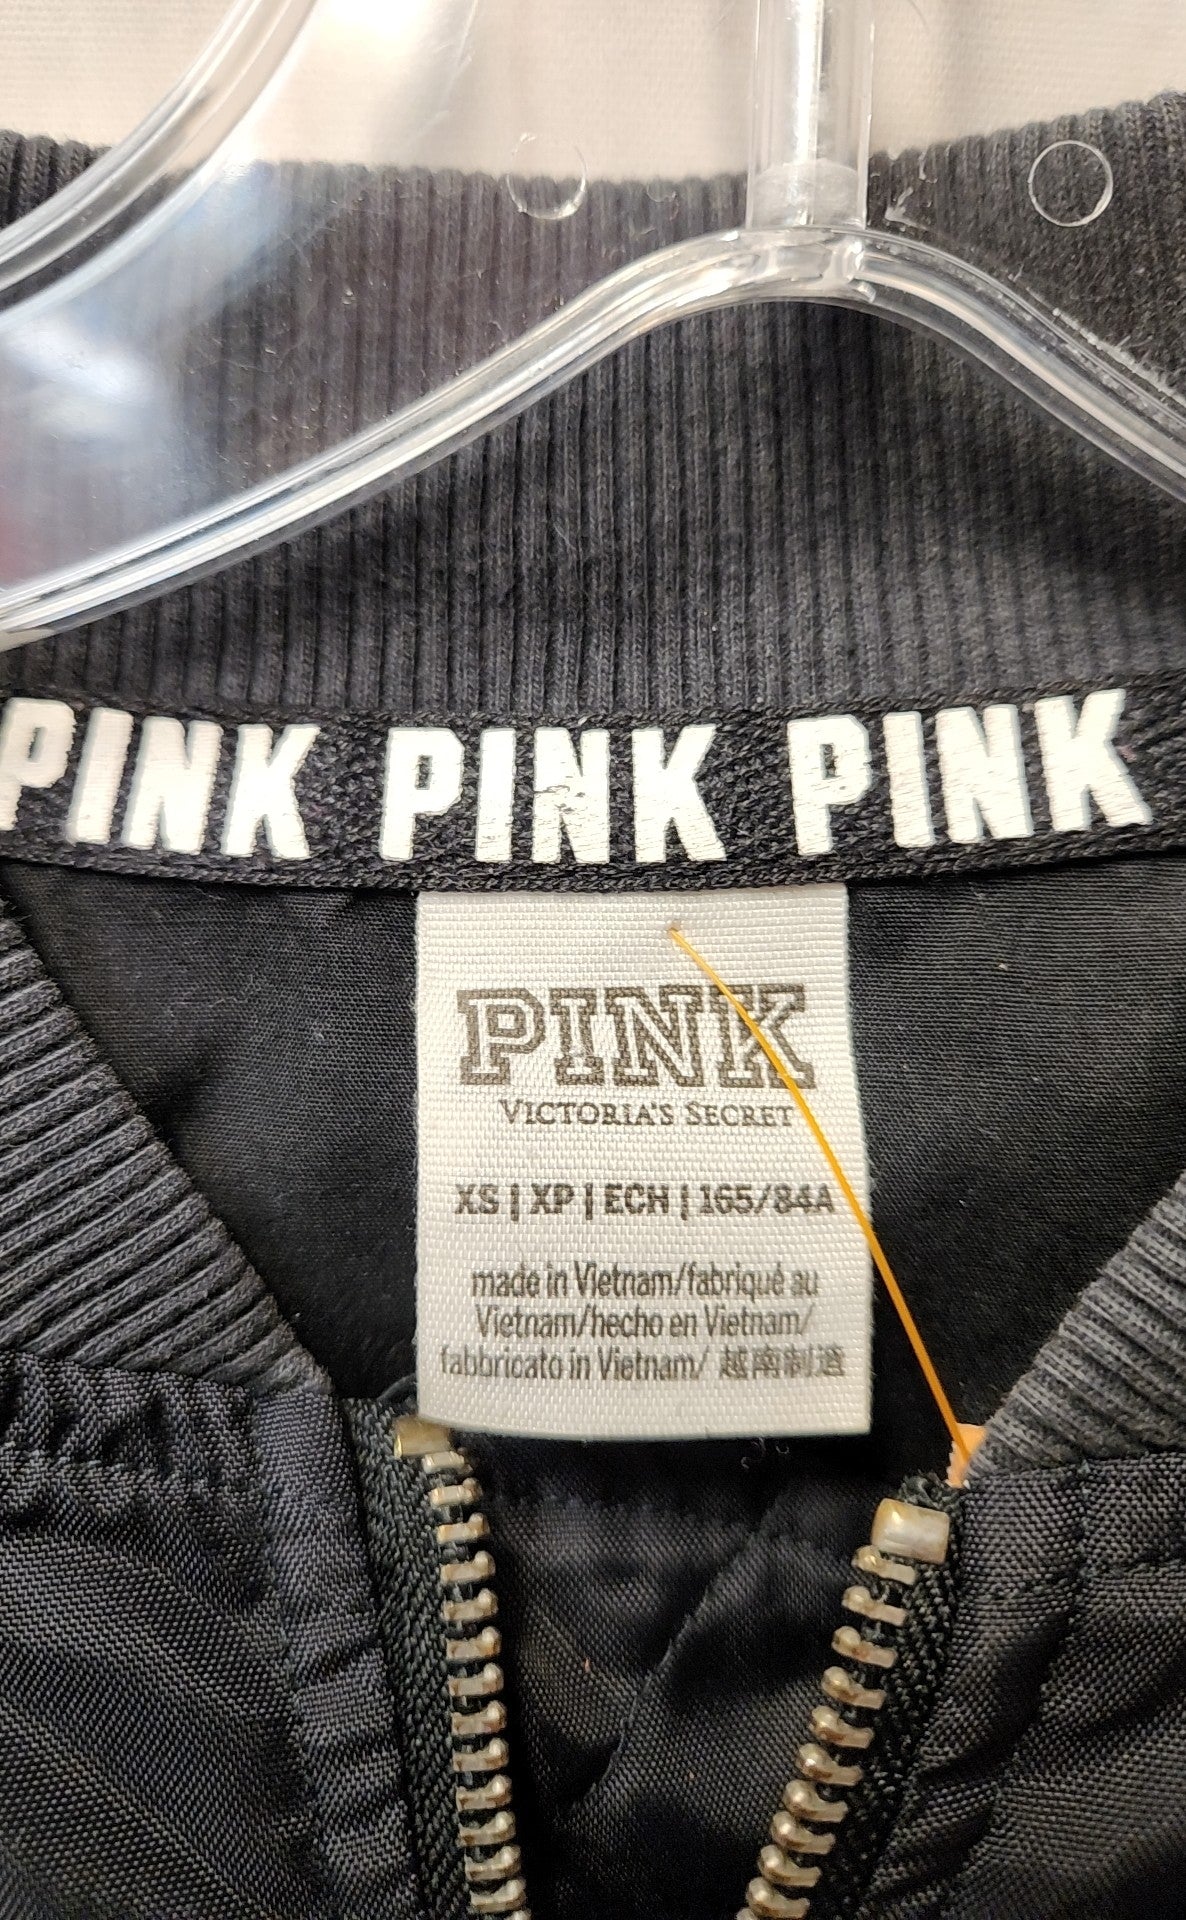 PINK PINK PINK
PINK
VICTORIA'S SECRET
XS | XP | ECH | 165/84A
made in Vietnam/fabriqué au
Vietnam/hecho en Vietnam/
fabbricato in Vietnam/ 越南制造